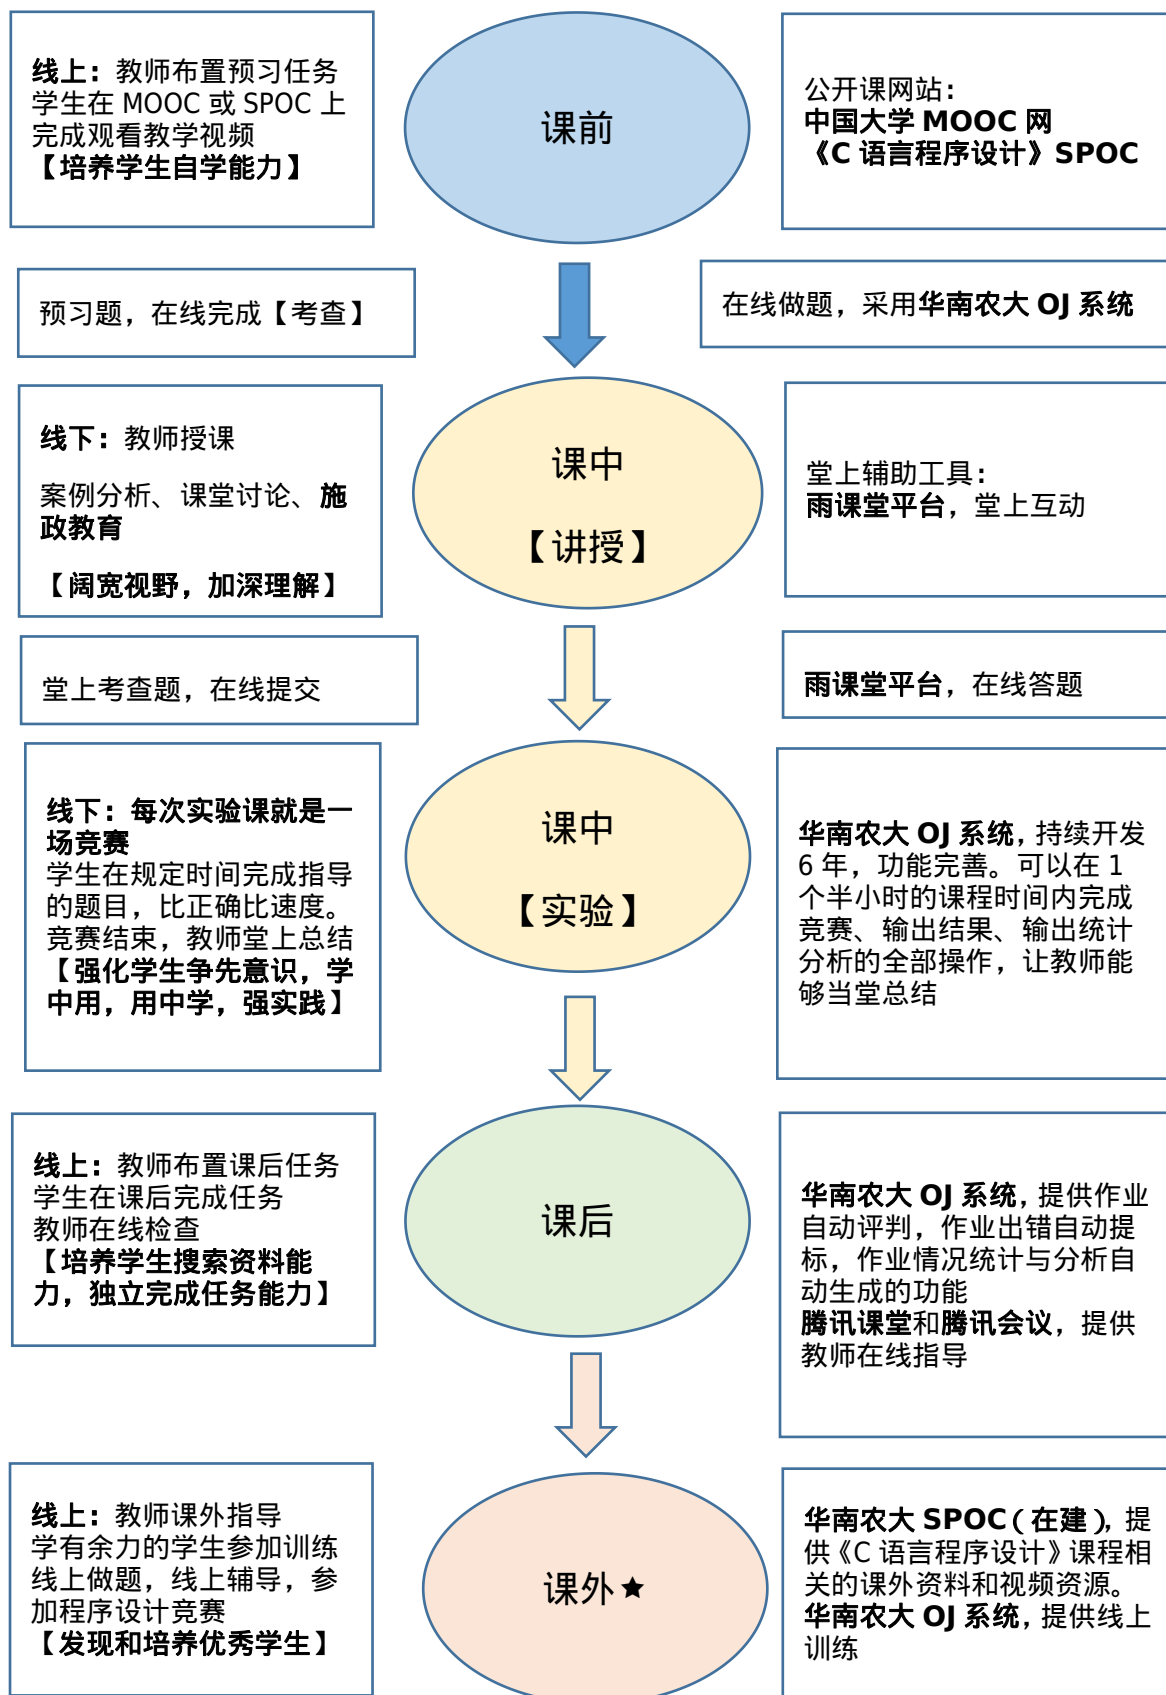 线上：教师布置预习任务
学生在 MOOC 或 SPOC 上
完成观看教学视频
【培养学生自学能力】
课前
公开课网站：
中国大学 MOOC 网
《C 语言程序设计》SPOC
预习题，在线完成【考查】
在线做题，采用华南农大 OJ 系统
线下：教师授课
案例分析、课堂讨论、施
政教育
【阔宽视野，加深理解】
课中
【讲授】
堂上辅助工具：
雨课堂平台，堂上互动
堂上考查题，在线提交
雨课堂平台，在线答题
线下：每次实验课就是一
场竞赛
学生在规定时间完成指导
的题目，比正确比速度。
竞赛结束，教师堂上总结
【强化学生争先意识，学
中用，用中学，强实践】
课中
【实验】
华南农大 OJ 系统，持续开发
6 年，功能完善。可以在 1
个半小时的课程时间内完成
竞赛、输出结果、输出统计
分析的全部操作，让教师能
够当堂总结
线上：教师布置课后任务
学生在课后完成任务
教师在线检查
【培养学生搜索资料能
力，独立完成任务能力】
课后
华南农大 OJ 系统，提供作业
自动评判，作业出错自动提
标，作业情况统计与分析自
动生成的功能
腾讯课堂和腾讯会议，提供
教师在线指导
线上：教师课外指导
学有余力的学生参加训练
线上做题，线上辅导，参
加程序设计竞赛
【发现和培养优秀学生】
课外★
华南农大 SPOC（在建），提
供《C 语言程序设计》课程相
关的课外资料和视频资源。
华南农大 OJ 系统，提供线上
训练